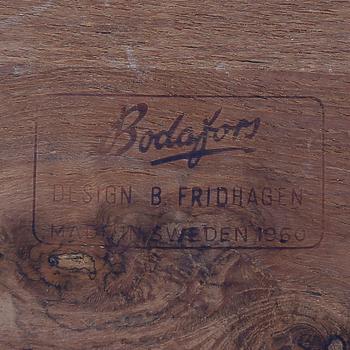 Bodafors
DESIGN B. FRIDHAGEN
MADE IN SWEDEN 1960